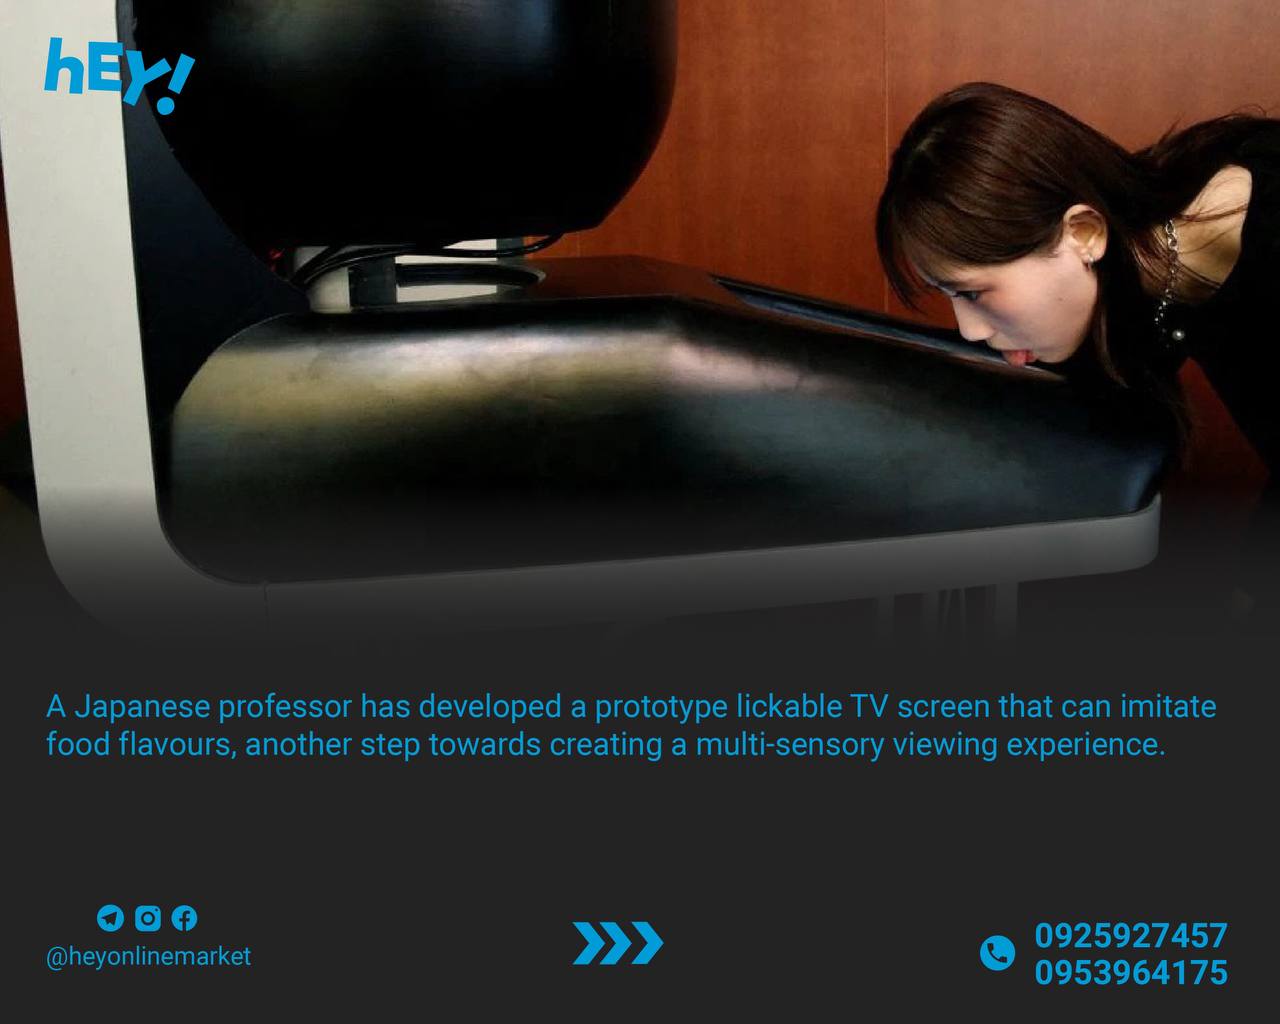 hEY!
A Japanese professor has developed a prototype lickable TV screen that can imitate
food flavours, another step towards creating a multi-sensory viewing experience.
@heyonlinemarket
0925927457
0953964175